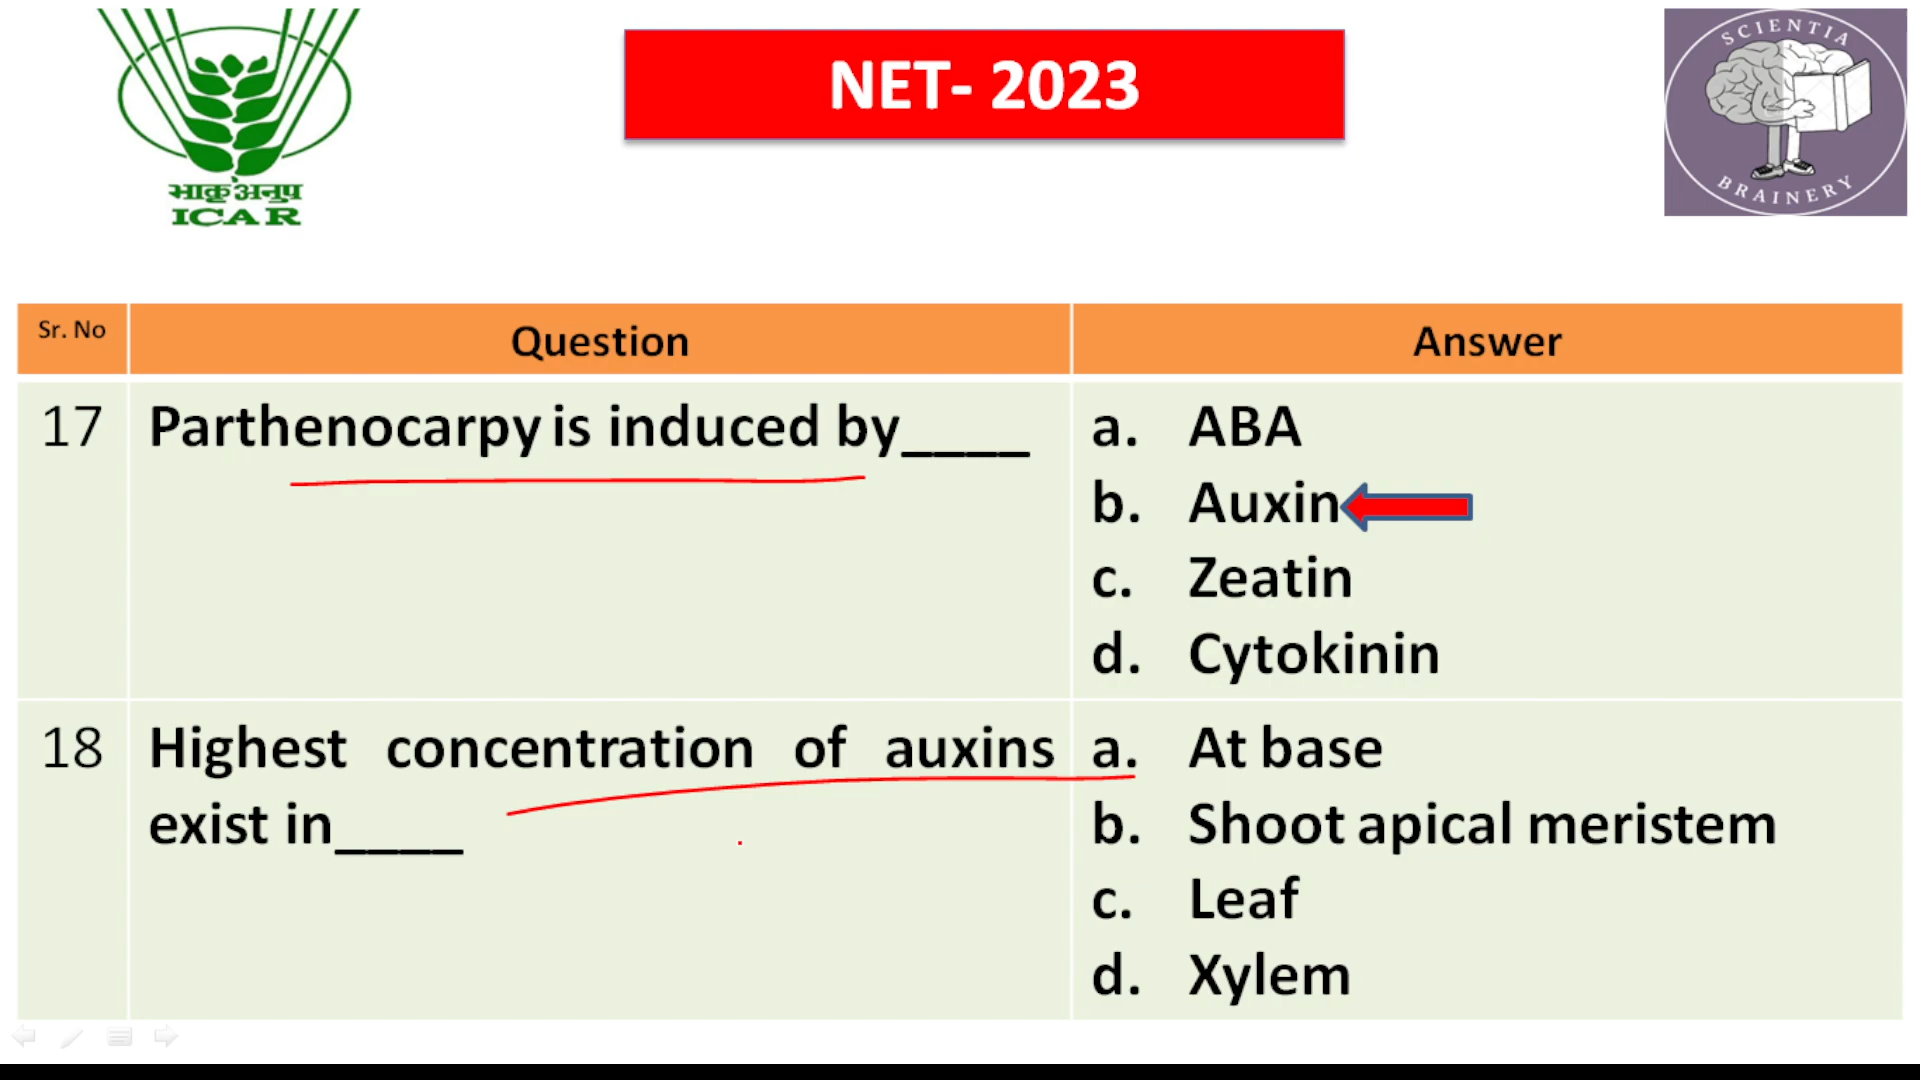 NET- 2023
SCIENTIA
BRAINERY
भाकृअनुप
ICAR
Sr. No Question Answer
17 Parthenocarpy is induced by____ a. ABA
b. Auxin
c. Zeatin
d. Cytokinin
18 Highest concentration of auxins a. At base
exist in____ b. Shoot apical meristem
c. Leaf
d. Xylem